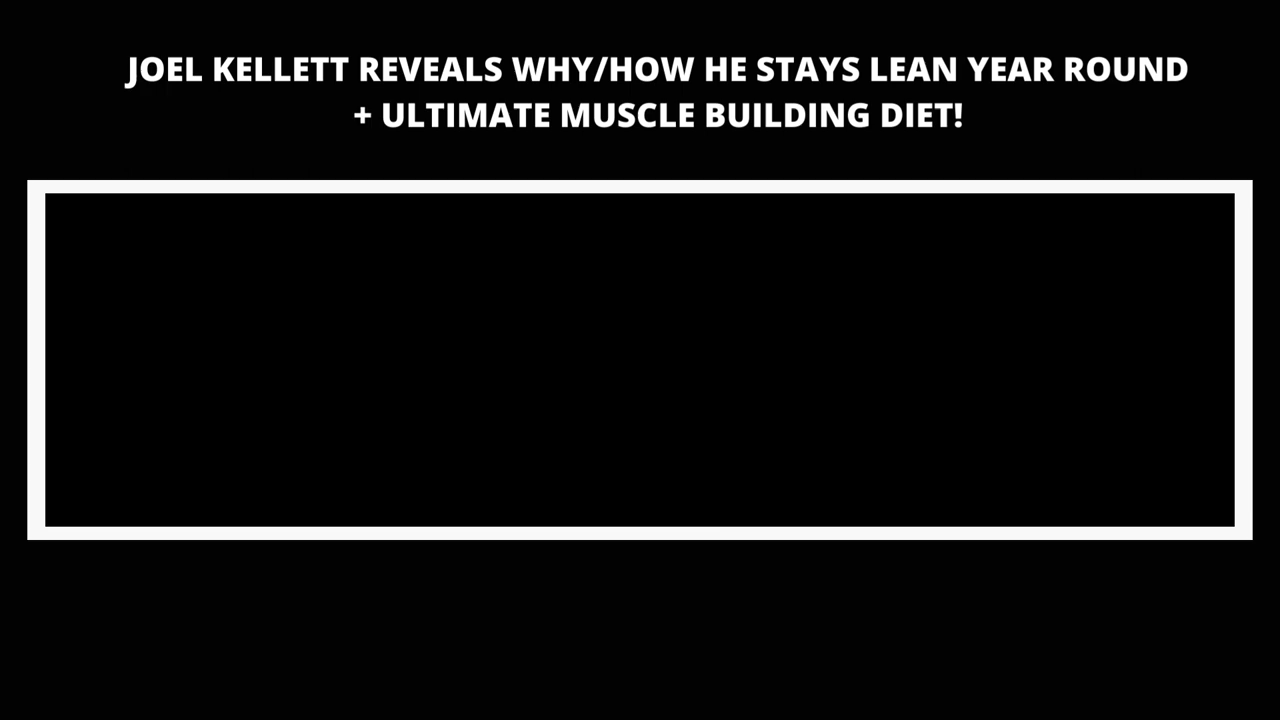 JOEL KELLETT REVEALS WHY/HOW HE STAYS LEAN YEAR ROUND
+ ULTIMATE MUSCLE BUILDING DIET!